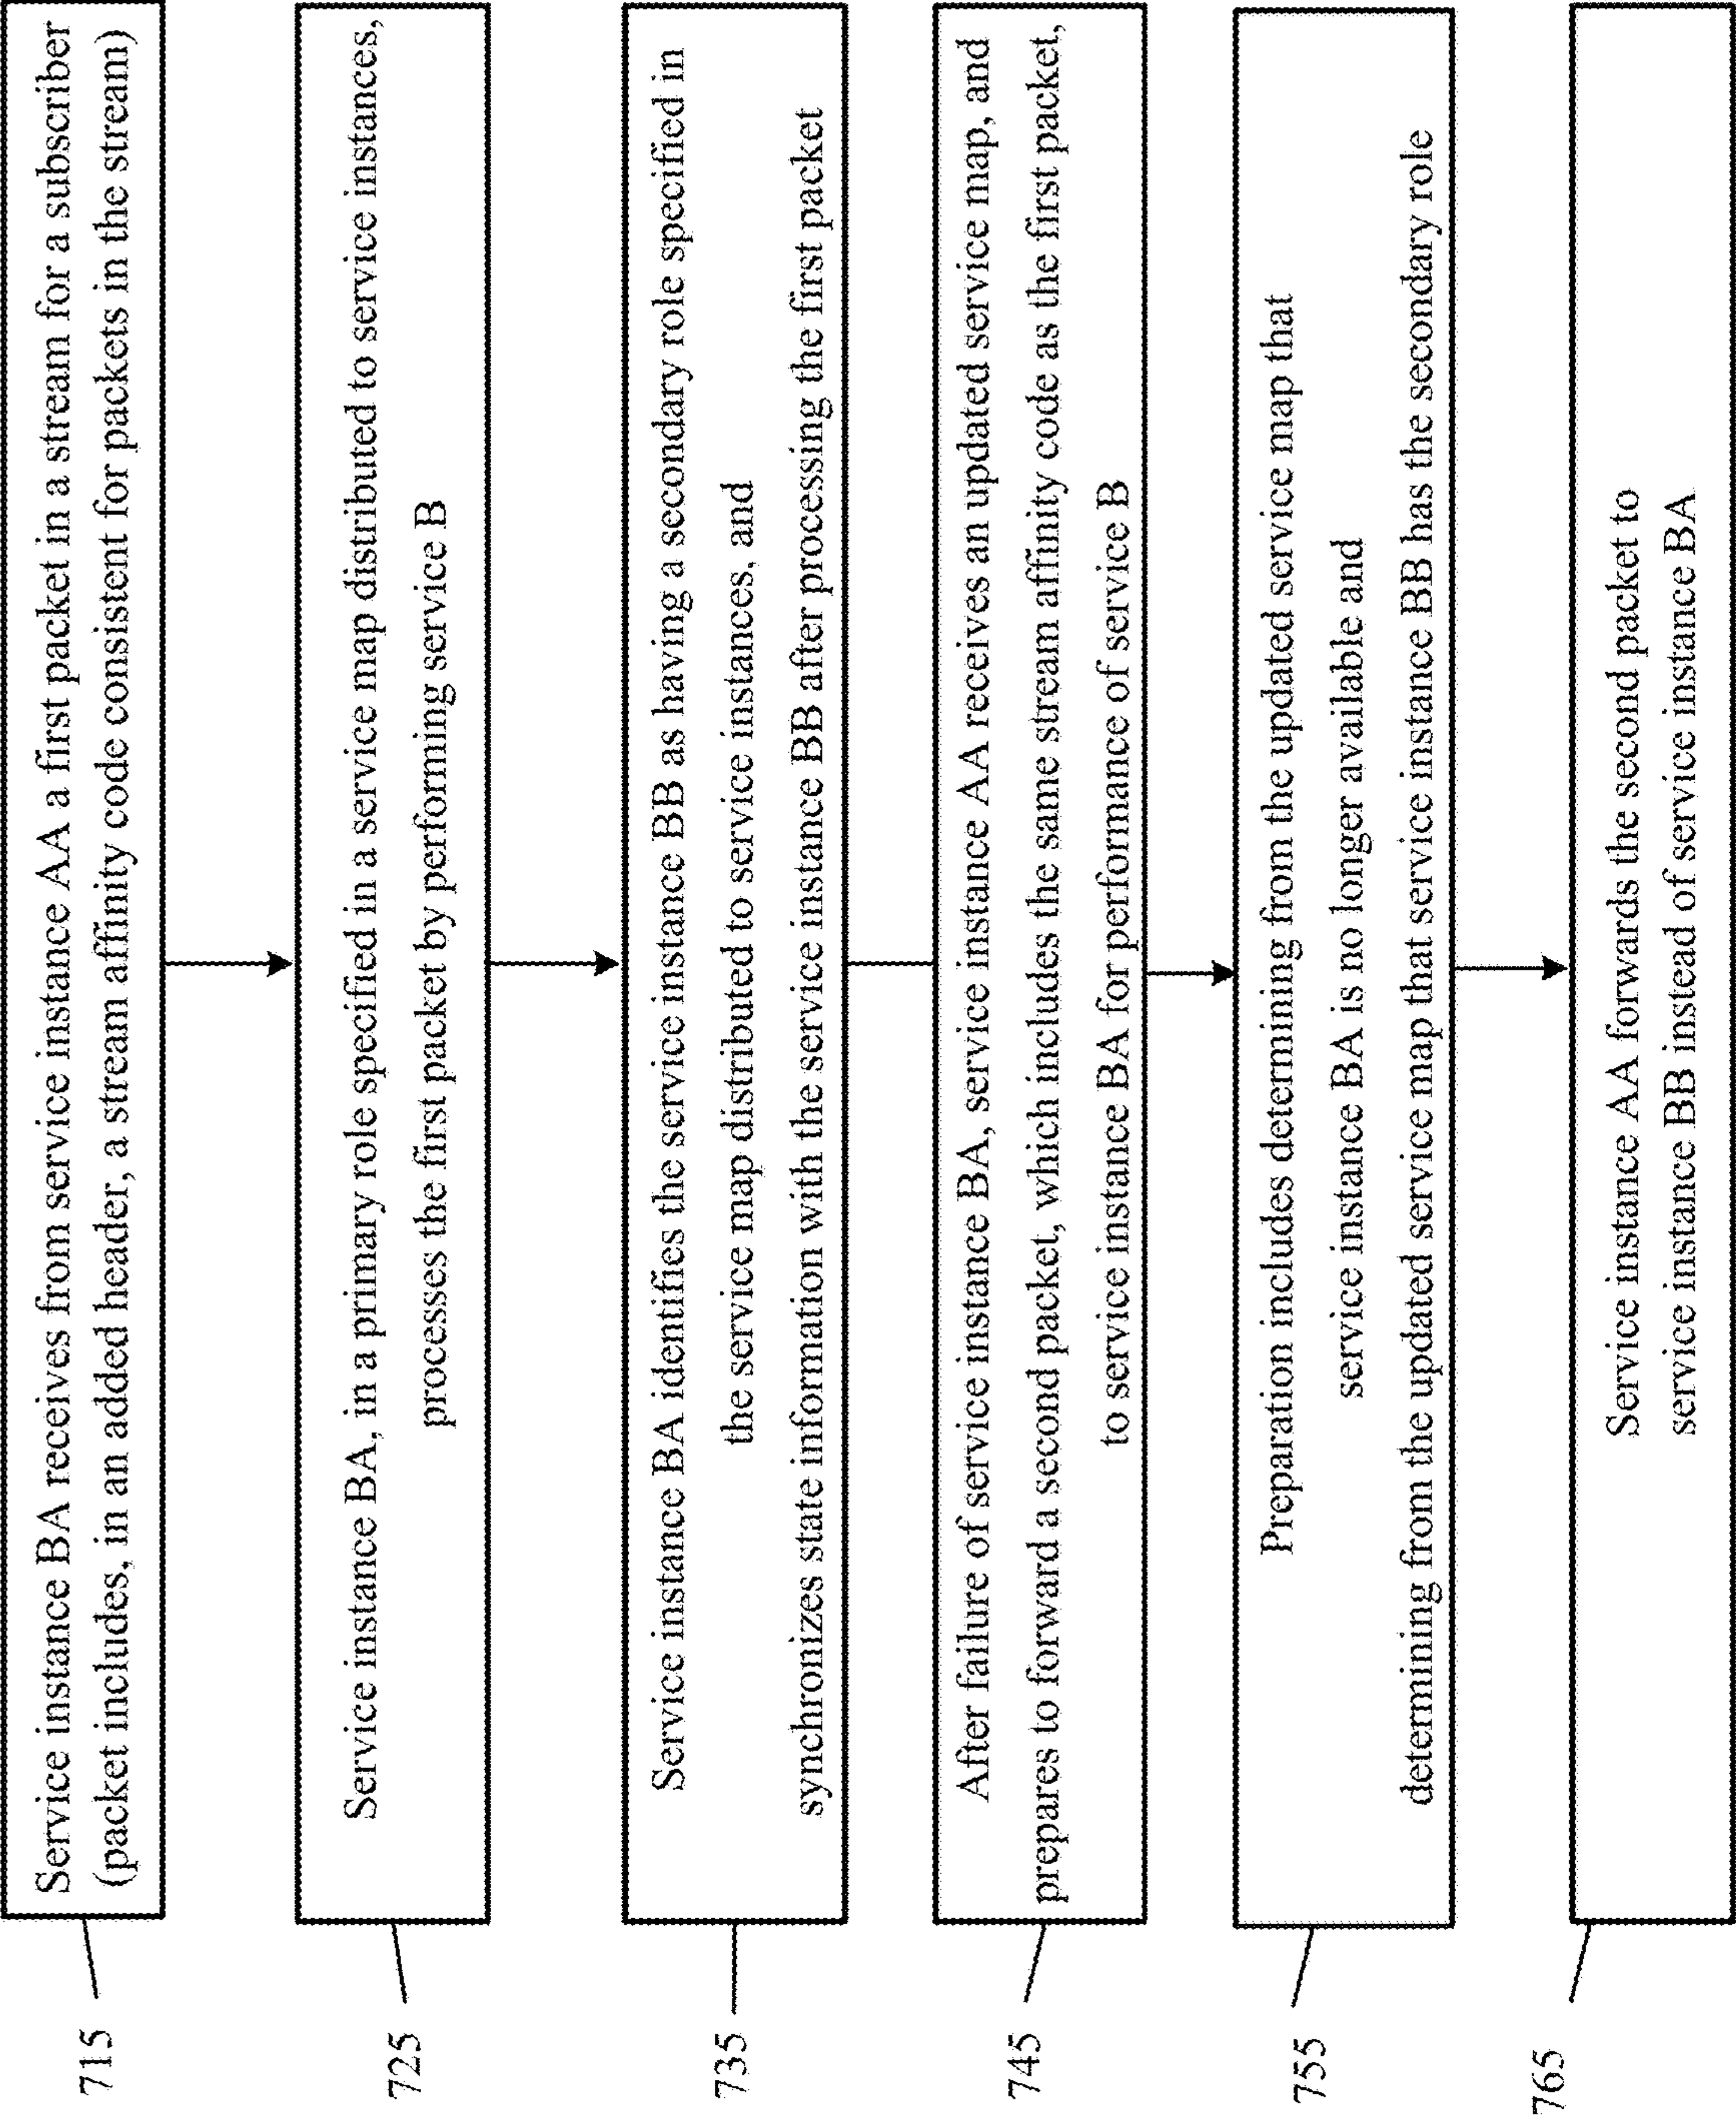 715
Service instance BA receives from service instance AA a first packet in a stream for a subscriber
(packet includes, in an added header, a stream affinity code consistent for packets in the stream)
725
Service instance BA, in a primary role specified in a service map distributed to service instances,
processes the first packet by performing service B
735
Service instance BA identifies the service instance BB as having a secondary role specified in
the service map distributed to service instances, and
synchronizes state information with the service instance BB after processing the first packet
745
After failure of service instance BA, service instance AA receives an updated service map, and
prepares to forward a second packet, which includes the same stream affinity code as the first packet,
to service instance BA for performance of service B
755
Preparation includes determining from the updated service map that
service instance BA is no longer available and
determining from the updated service map that service instance BB has the secondary role
765
Service instance AA forwards the second packet to
service instance BB instead of service instance BA